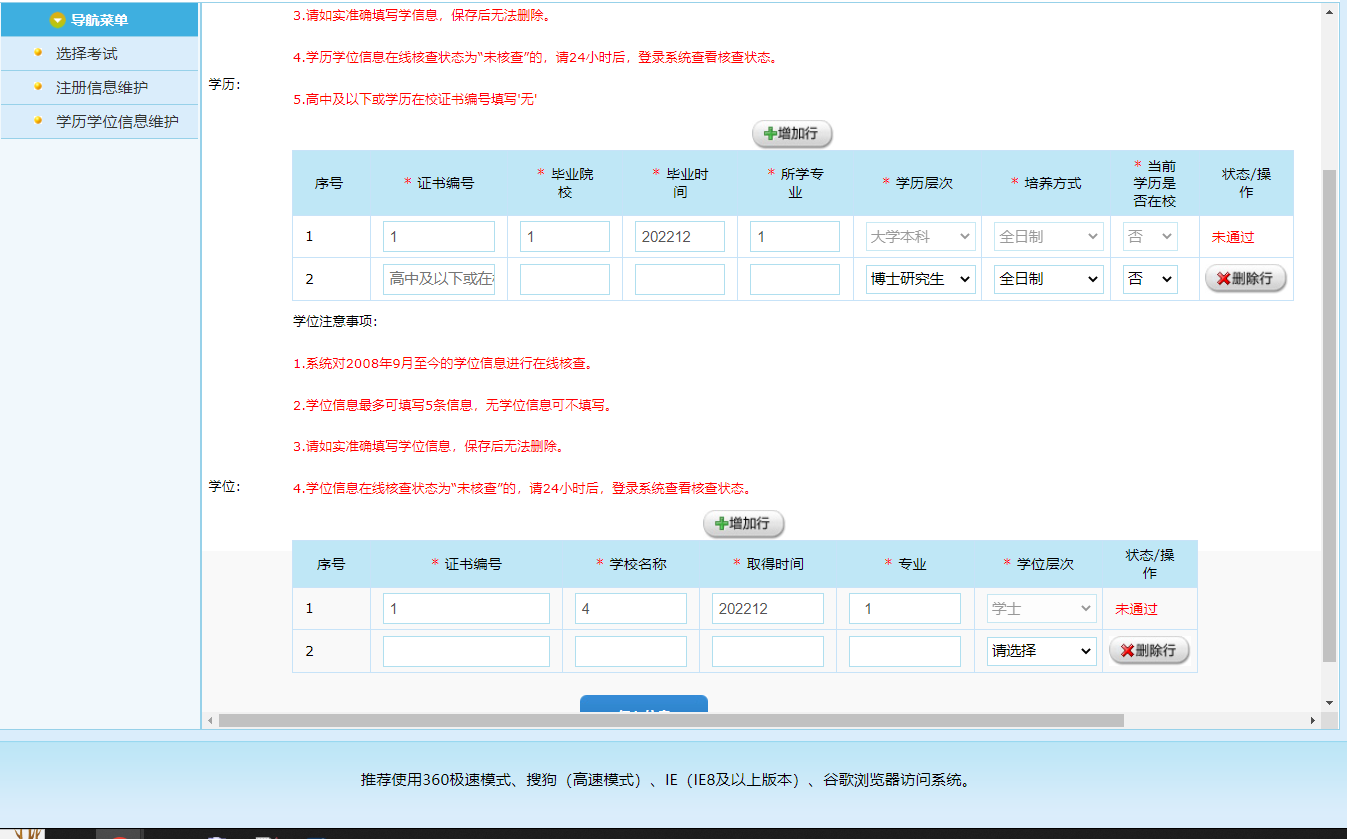 导航菜单
选择考试
注册信息维护
学历学位信息维护
3.请如实准确填写学信息，保存后无法删除。
4.学历学位信息在线核查状态为“未核查”的，请24小时后，登录系统查看核查状态。
学历：
5.高中及以下或学历在校证书编号填写'无'
增加行
序号 * 证书编号 * 毕业院校 * 毕业时间 * 所学专业 * 学历层次 * 培养方式 * 当前学历是否在校 状态/操作
1 1 1 202212 1 大学本科 全日制 否 未通过
2 高中及以下或在 博士研究生 全日制 否 删除行
学位注意事项：
1.系统对2008年9月至今的学位信息进行在线核查。
2.学位信息最多可填写5条信息，无学位信息可不填写。
3.请如实准确填写学位信息，保存后无法删除。
学位：
4.学位信息在线核查状态为“未核查”的，请24小时后，登录系统查看核查状态。
增加行
序号 * 证书编号 * 学校名称 * 取得时间 * 专业 * 学位层次 状态/操作
1 1 4 202212 1 学士 未通过
2 请选择 删除行
推荐使用360极速模式、搜狗（高速模式）、IE（IE8及以上版本）、谷歌浏览器访问系统。